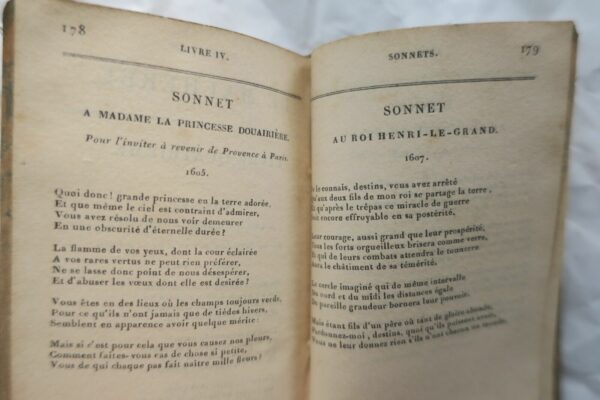 178
LIVRE IV.
SONNET
A MADAME LA PRINCESSE DOUAIRIÈRE,
Pour l'inviter à revenir de Provence à Paris.
1605.
Quoi donc! grande princesse en la terre adorée,
Et que même le ciel est contraint d'admirer,
Vous avez résolu de nous voir demeurer
En une obscurité d'éternelle durée?
La flamme de vos yeux, dont la cour éclairée
A vos rares vertus ne peut rien préférer,
Ne se lasse donc point de nous désespérer,
Et d'abuser les vœux dont elle est désirée?
Vous êtes en des lieux où les champs toujours verds,
Pour ce qu'ils n'ont jamais que de tièdes hivers,
Semblent en apparence avoir quelque mérite:
Mais si c'est pour cela que vous causez nos pleurs,
Comment faites-vous cas de chose si petite,
Vous de qui chaque pas fait naître mille fleurs?
SONNETS.
179
SONNET
AU ROI HENRI-LE-GRAND.
1607.
le connais, destins, vous avez arrêté
deux fils de mon roi se partage la terre,
qu'après le trépas ce miracle de guerre
encore effroyable en sa postérité.
courage, aussi grand que leur prospérité,
les forts orgueilleux brisera comme verre,
qui de leurs combats attendra le tonnerre
le châtiment de sa témérité.
cercle imaginé qui de même intervalle
nord et du midi les distances égale
pareille grandeur bornera leur pouvoir.
Mais étant fils d'un père où tant de gloire abonde,
destins, quoi qu'ils puissent avoir,
ne leur donnez rien s'ils n'ont chacun un monde.